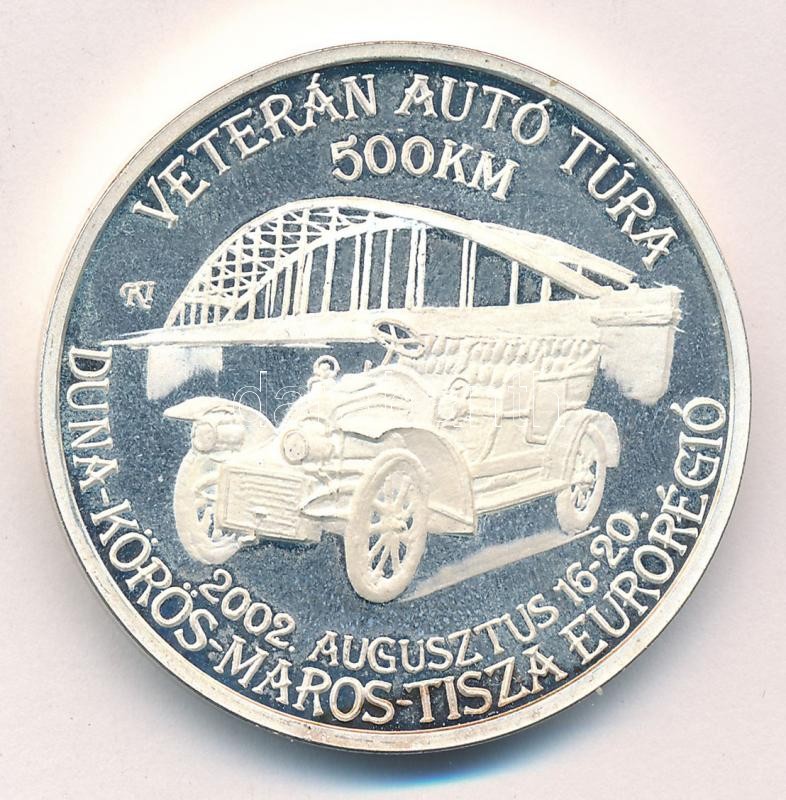 VETERÁN AUTÓ TÚRA
500KM
2002. AUGUSZTUS 16-20.
DUNA-KÖRÖS-MAROS-TISZA EURORÉGIÓ